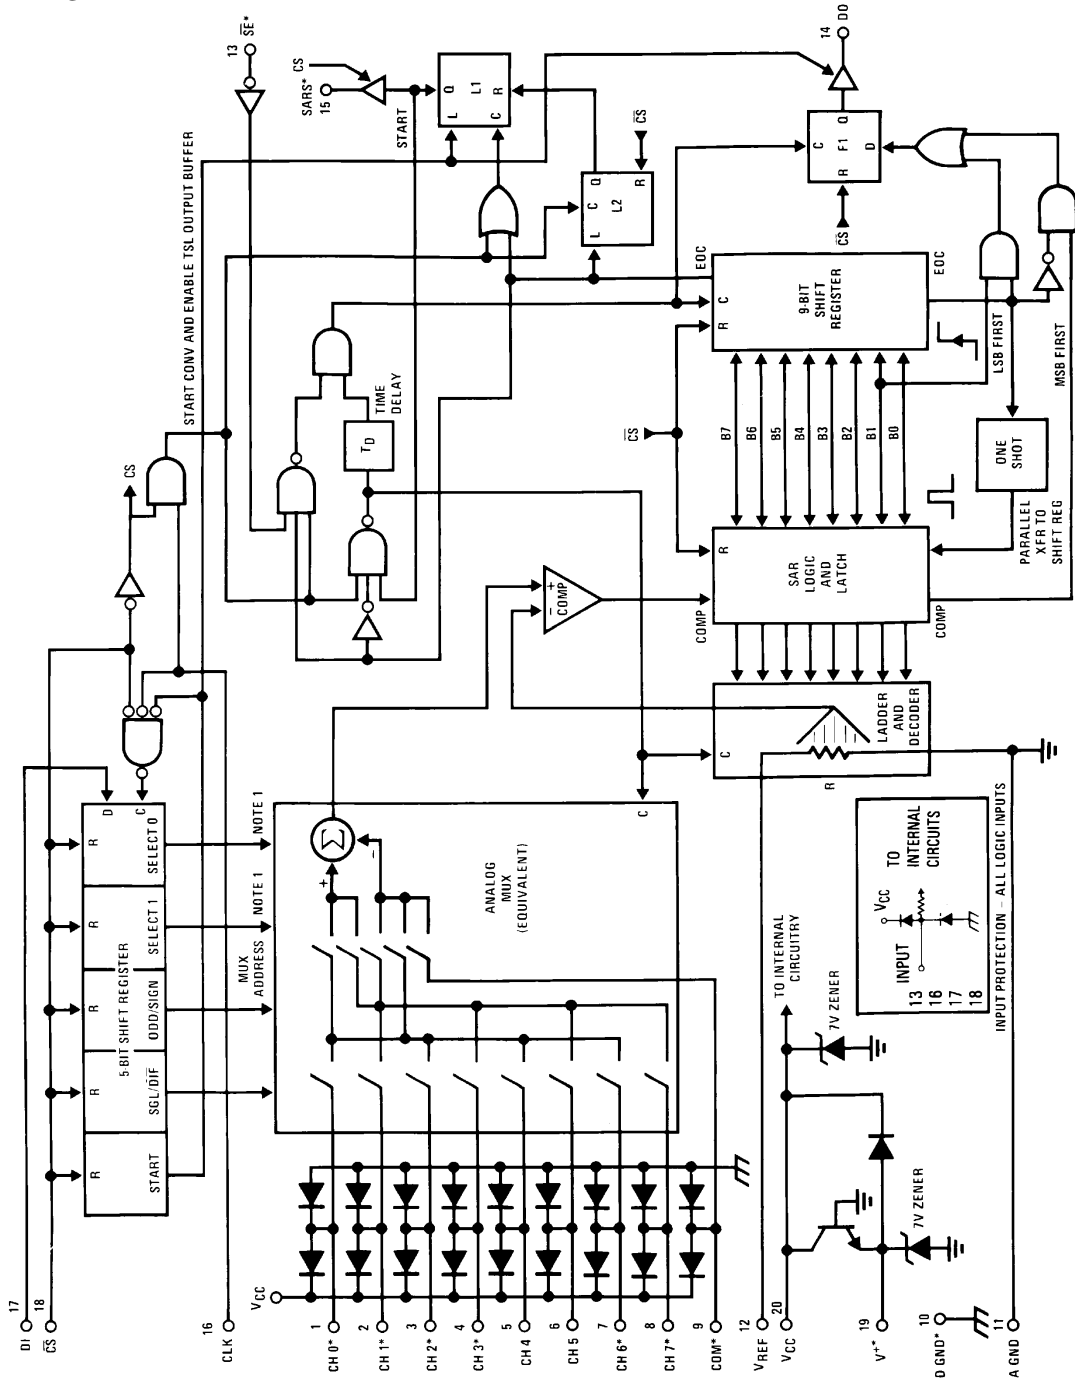 17
DI
18
C̅S̅
16
CLK
R
START
R
SGL/D̅I̅F̅
5-BIT SHIFT REGISTER
R
ODD/SIGN
R
SELECT 1
R
SELECT 0
D
C
MUX
ADDRESS
NOTE 1
NOTE 1
CS
START CONV AND ENABLE TSL OUTPUT BUFFER
13
S̅E̅*
SARS*
15
CS
START
L
Q
L1
C
R
L
C
Q
L2
R
C̅S̅
TD
TIME
DELAY
14
DO
C
Q
F1
R
D
C̅S̅
EOC
C
R
9-BIT
SHIFT
REGISTER
EOC
LSB FIRST
MSB FIRST
C̅S̅
B7
B6
B5
B4
B3
B2
B1
B0
ONE
SHOT
PARALLEL
XFR TO
SHIFT REG
+
−
COMP
COMP
R
SAR
LOGIC
AND
LATCH
COMP
C
LADDER
AND
DECODER
R
Σ
+
−
C
ANALOG
MUX
(EQUIVALENT)
VCC
1
CH 0*
2
CH 1*
3
CH 2*
4
CH 3*
5
CH 4
6
CH 5
7
CH 6*
8
CH 7*
9
COM*
12
VREF
20
VCC
19
V+*
10
D GND*
11
A GND
TO INTERNAL
CIRCUITRY
7V ZENER
7V ZENER
INPUT
13
16
17
18
VCC
TO
INTERNAL
CIRCUITS
INPUT PROTECTION – ALL LOGIC INPUTS